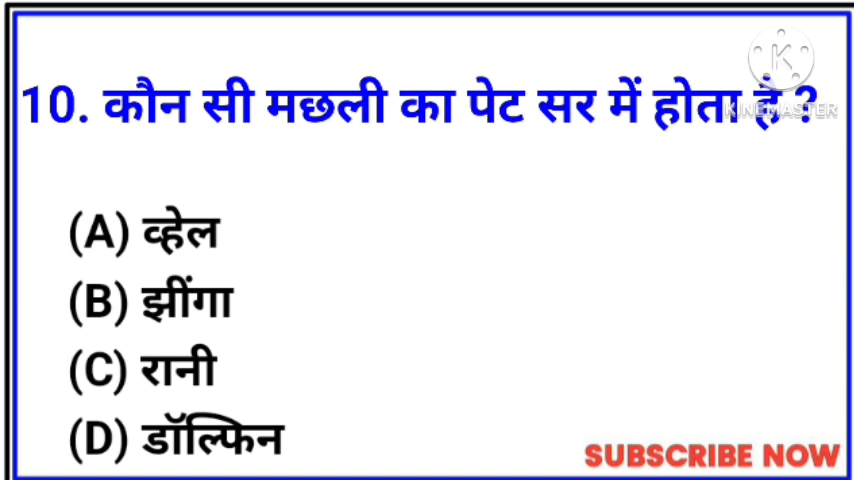 10. कौन सी मछली का पेट सर में होता है ?
KINEMASTER
(A) व्हेल
(B) झींगा
(C) रानी
(D) डॉल्फिन
SUBSCRIBE NOW